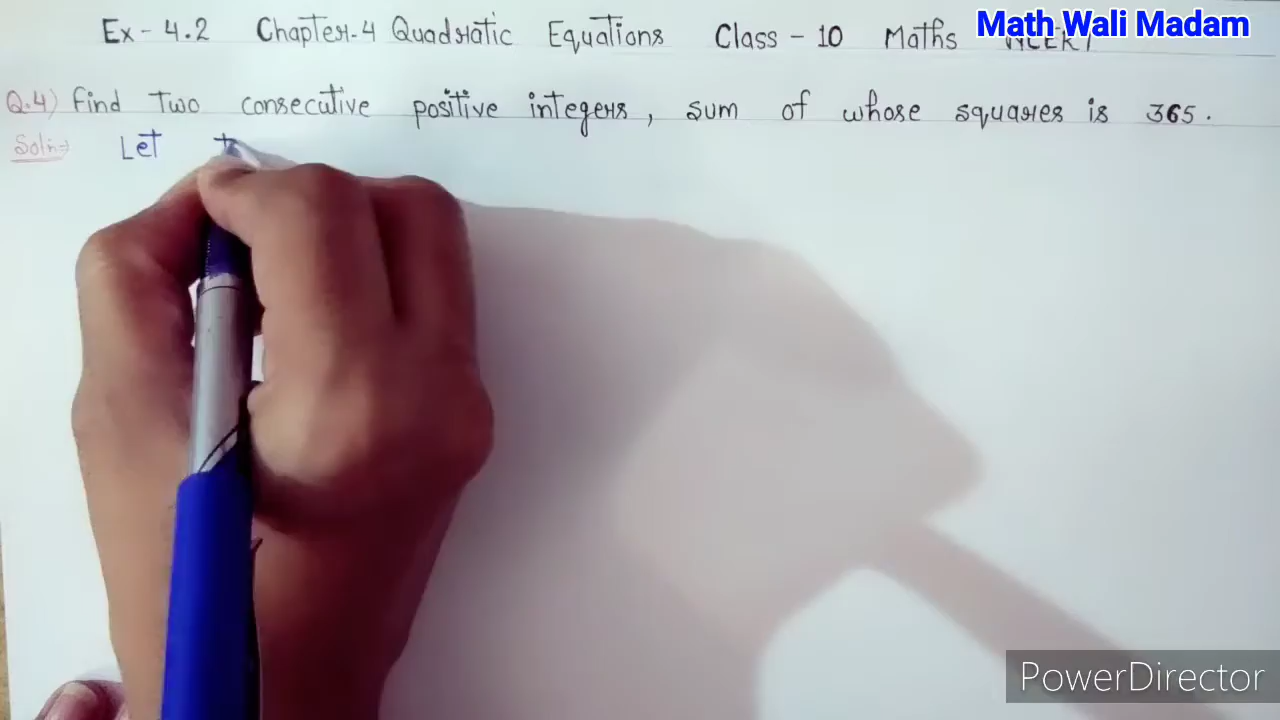 Ex - 4.2 Chapter-4 Quadratic Equations Class - 10 Maths NCERT
Math Wali Madam
Q.4) Find Two consecutive positive integers, sum of whose squares is 365.
Soln:⇒ Let
PowerDirector